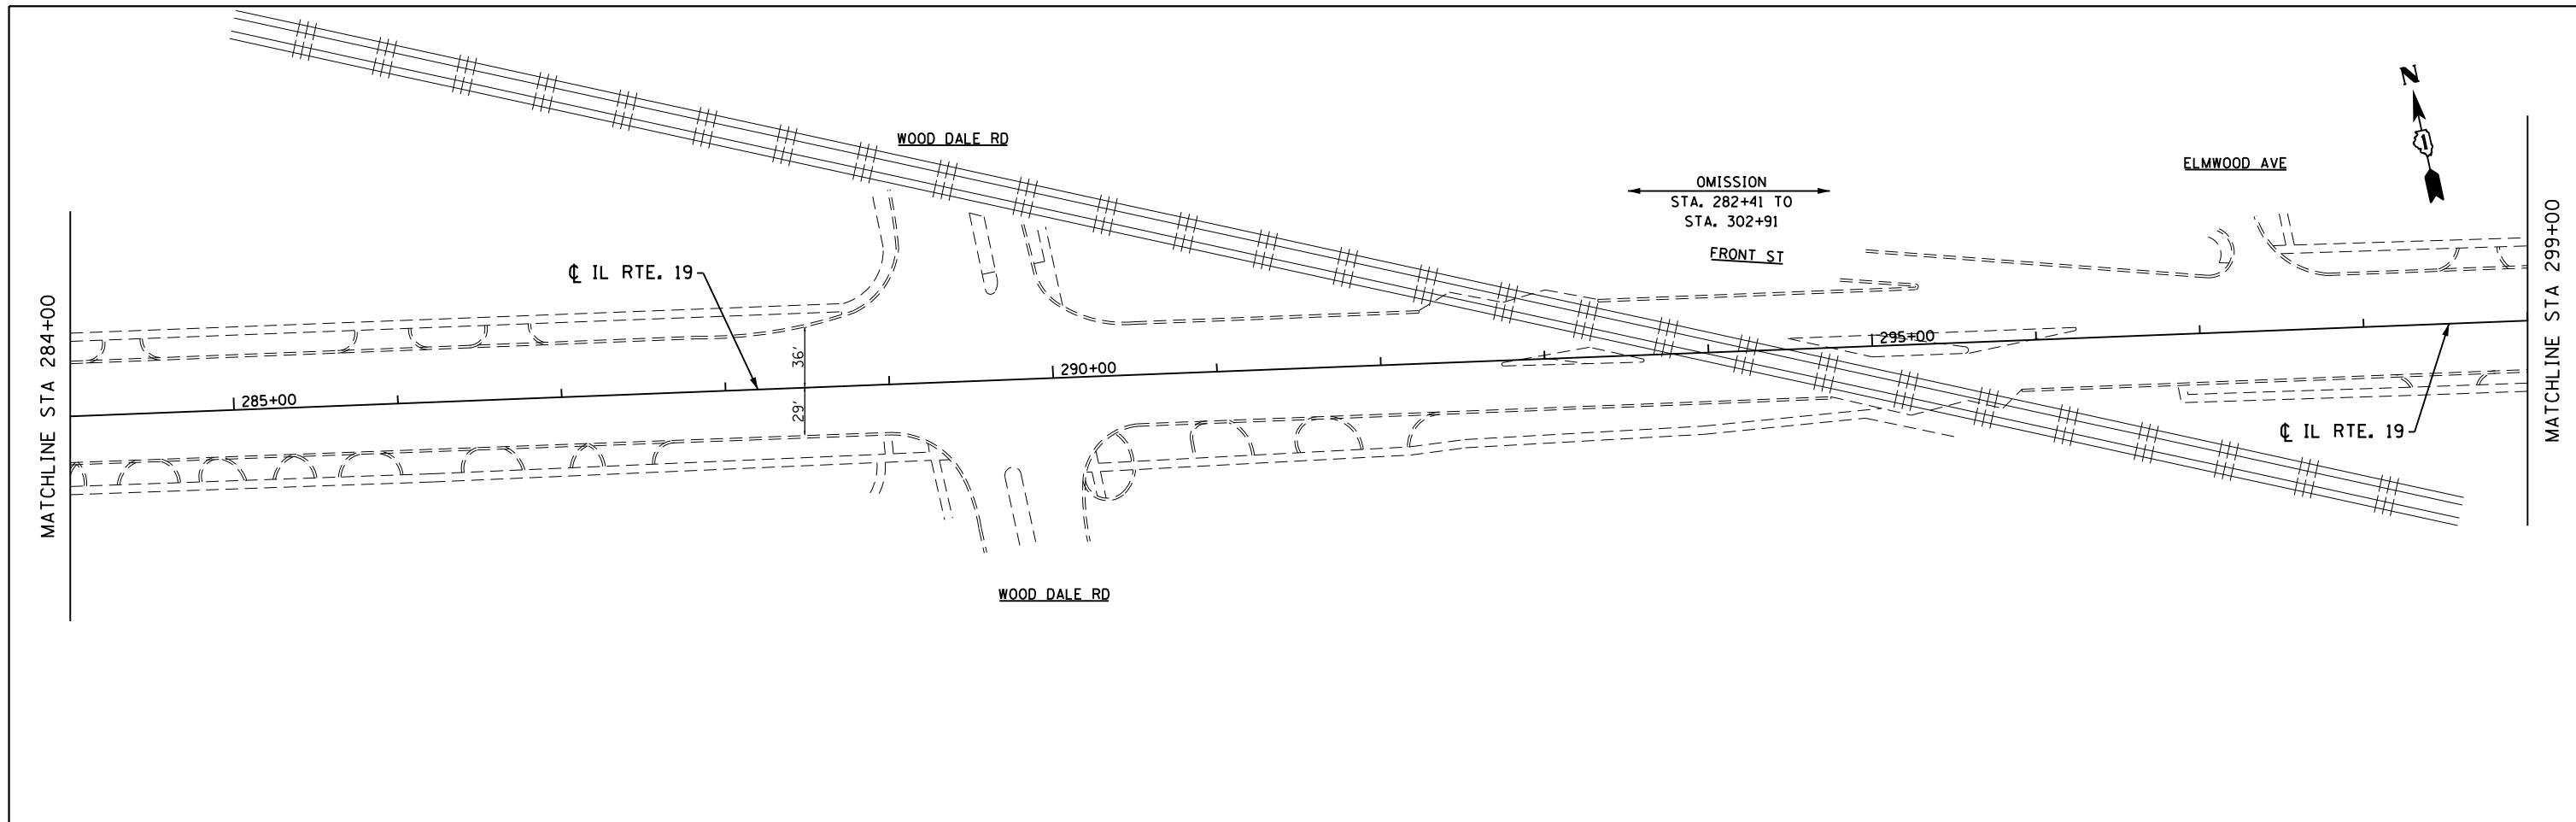 N
WOOD DALE RD
ELMWOOD AVE
OMISSION
STA. 282+41 TO
STA. 302+91
FRONT ST
℄ IL RTE. 19
MATCHLINE STA 284+00
MATCHLINE STA 299+00
295+00
36'
290+00
285+00
29'
℄ IL RTE. 19
WOOD DALE RD